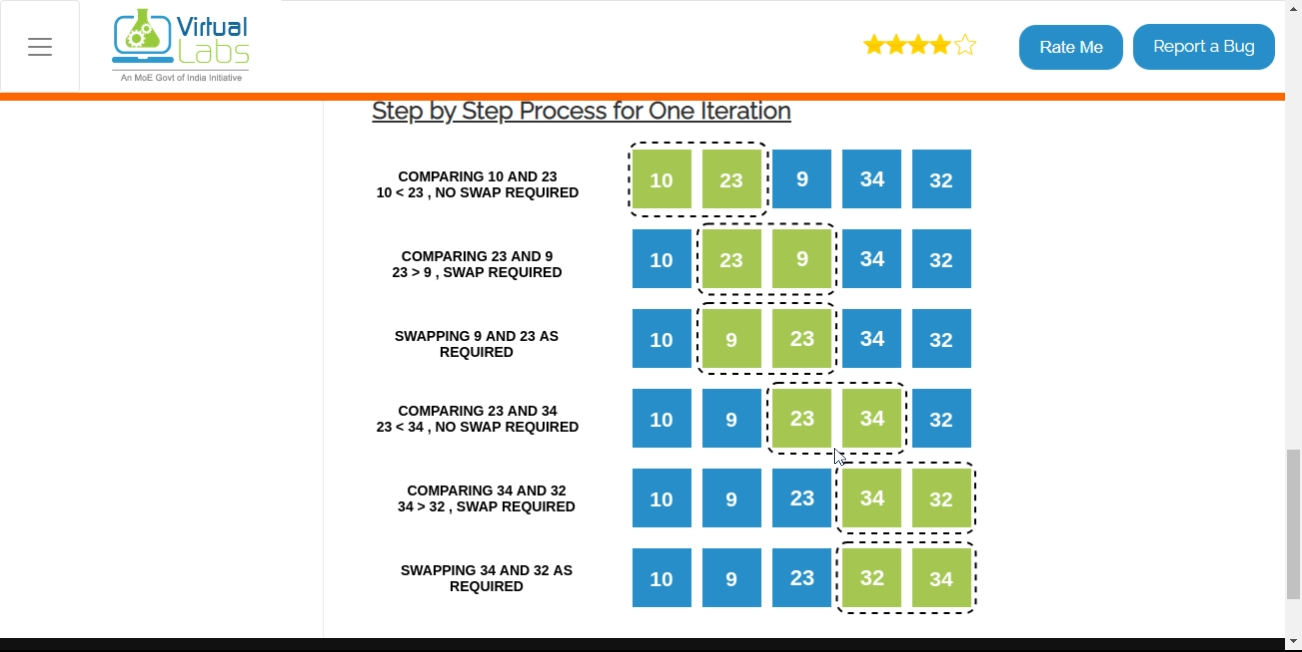 Virtual
Labs
An MoE Govt of India Initiative
Rate Me
Report a Bug
Step by Step Process for One Iteration
COMPARING 10 AND 23
10 < 23 , NO SWAP REQUIRED
10 23 9 34 32
COMPARING 23 AND 9
23 > 9 , SWAP REQUIRED
10 23 9 34 32
SWAPPING 9 AND 23 AS
REQUIRED
10 9 23 34 32
COMPARING 23 AND 34
23 < 34 , NO SWAP REQUIRED
10 9 23 34 32
COMPARING 34 AND 32
34 > 32 , SWAP REQUIRED
10 9 23 34 32
SWAPPING 34 AND 32 AS
REQUIRED
10 9 23 32 34